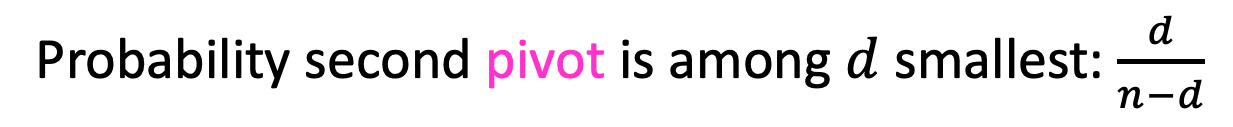 Probability second pivot is among d smallest: d/(n−d)